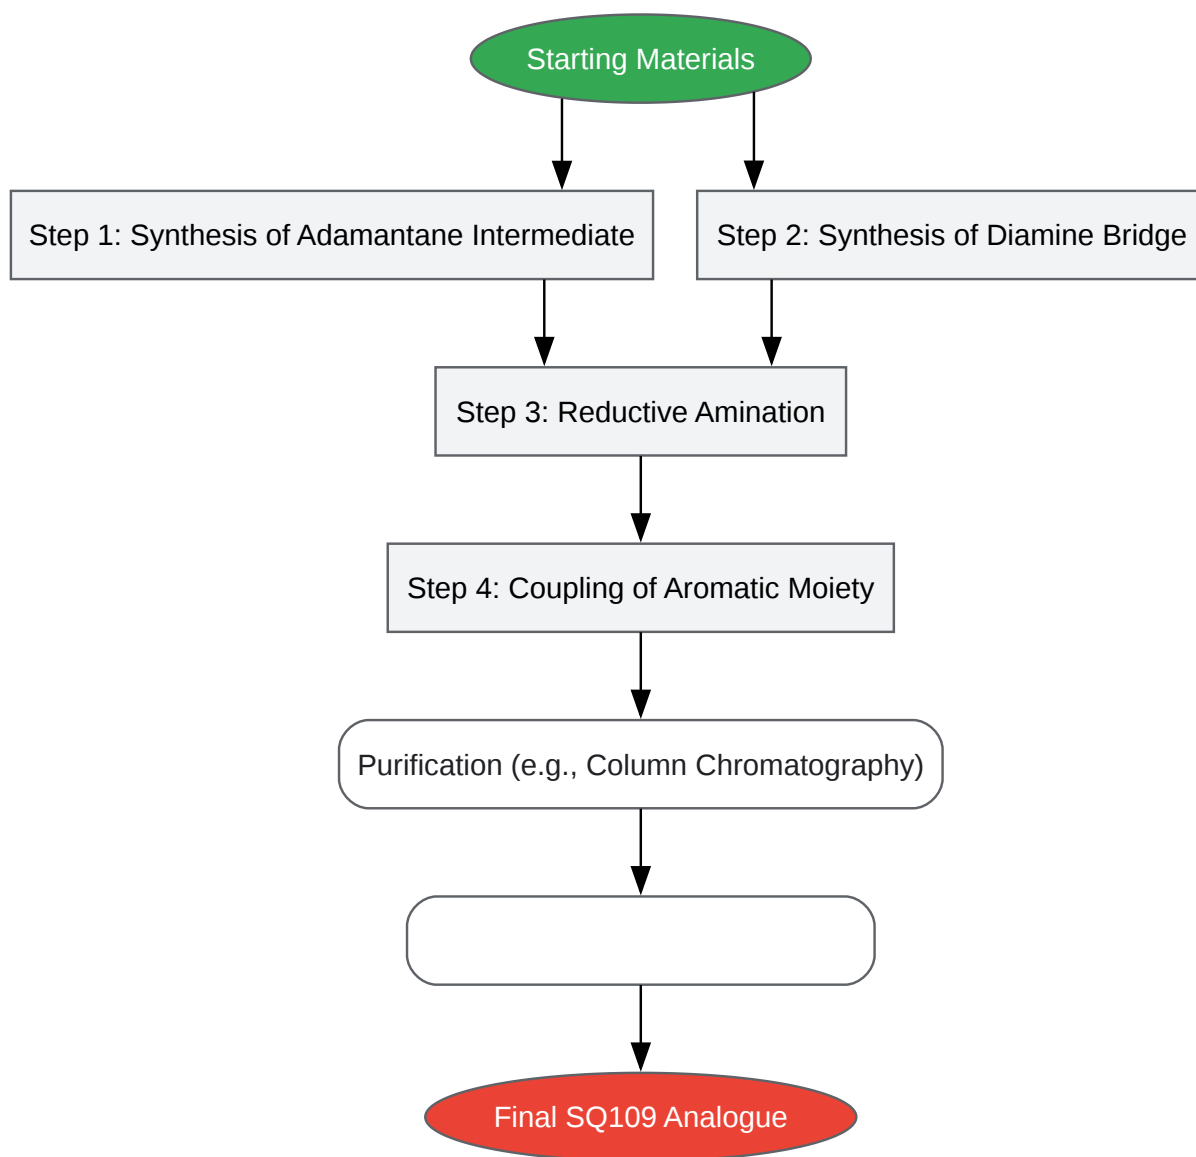 Starting Materials
Step 1: Synthesis of Adamantane Intermediate
Step 2: Synthesis of Diamine Bridge
Step 3: Reductive Amination
Step 4: Coupling of Aromatic Moiety
Purification (e.g., Column Chromatography)
Final SQ109 Analogue